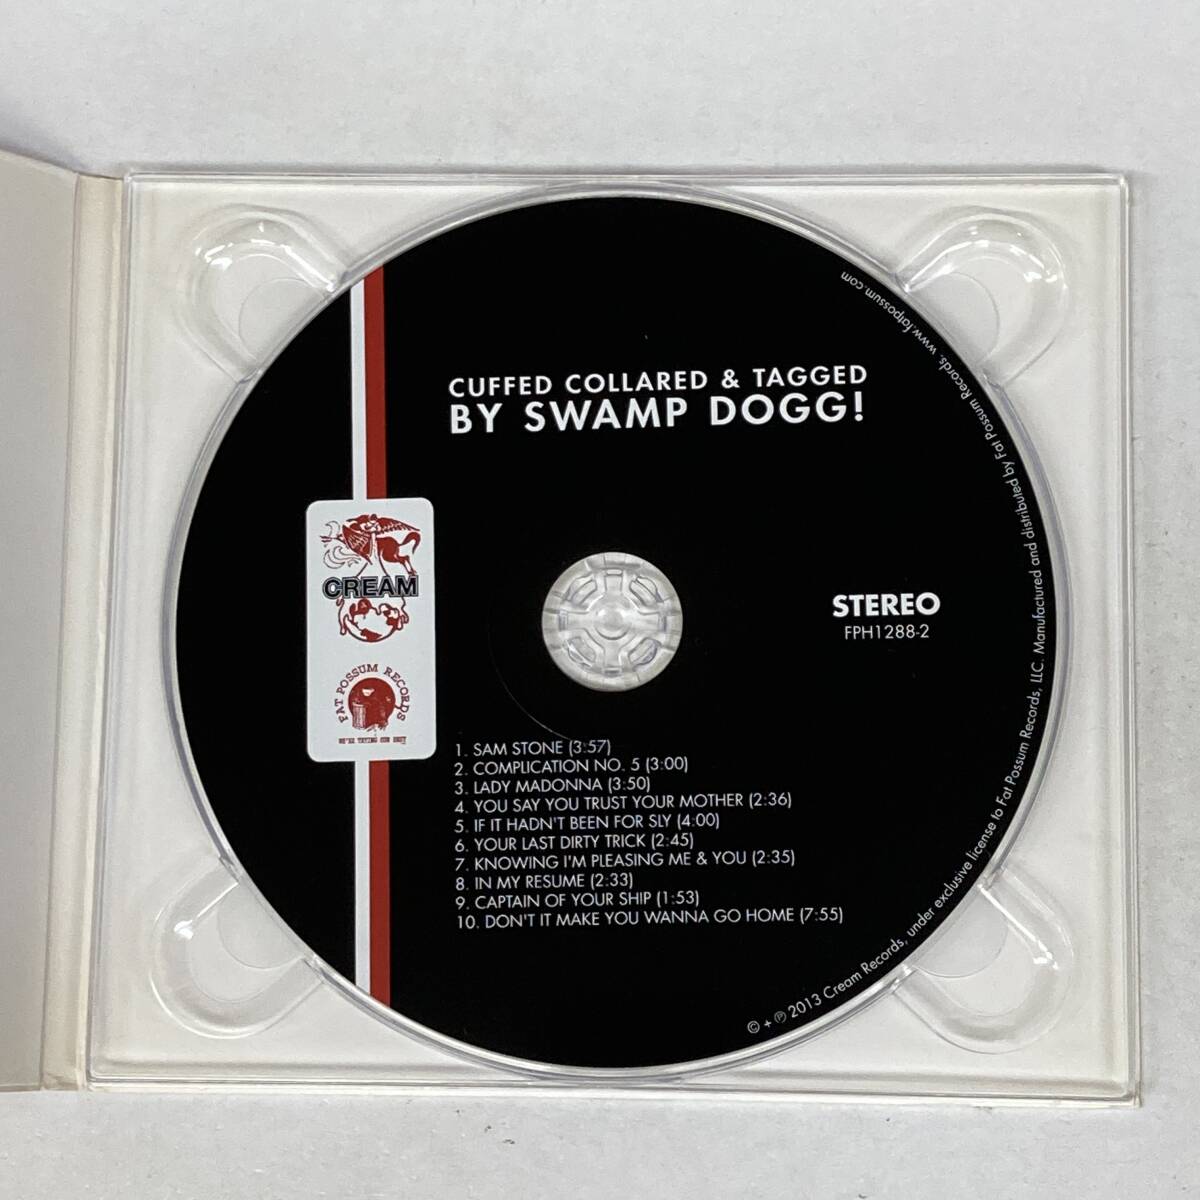 CUFFED COLLARED & TAGGED
BY SWAMP DOGG!
CREAM
FAT POSSUM RECORDS
WE'RE TRYING OUR BEST
STEREO
FPH1288-2
1. SAM STONE (3:57)
2. COMPLICATION NO. 5 (3:00)
3. LADY MADONNA (3:50)
4. YOU SAY YOU TRUST YOUR MOTHER (2:36)
5. IF IT HADN'T BEEN FOR SLY (4:00)
6. YOUR LAST DIRTY TRICK (2:45)
7. KNOWING I'M PLEASING ME & YOU (2:35)
8. IN MY RESUME (2:33)
9. CAPTAIN OF YOUR SHIP (1:53)
10. DON'T IT MAKE YOU WANNA GO HOME (7:55)
© + ℗ 2013 Cream Records, under exclusive license to Fat Possum Records, LLC. Manufactured and distributed by Fat Possum Records. www.fatpossum.com